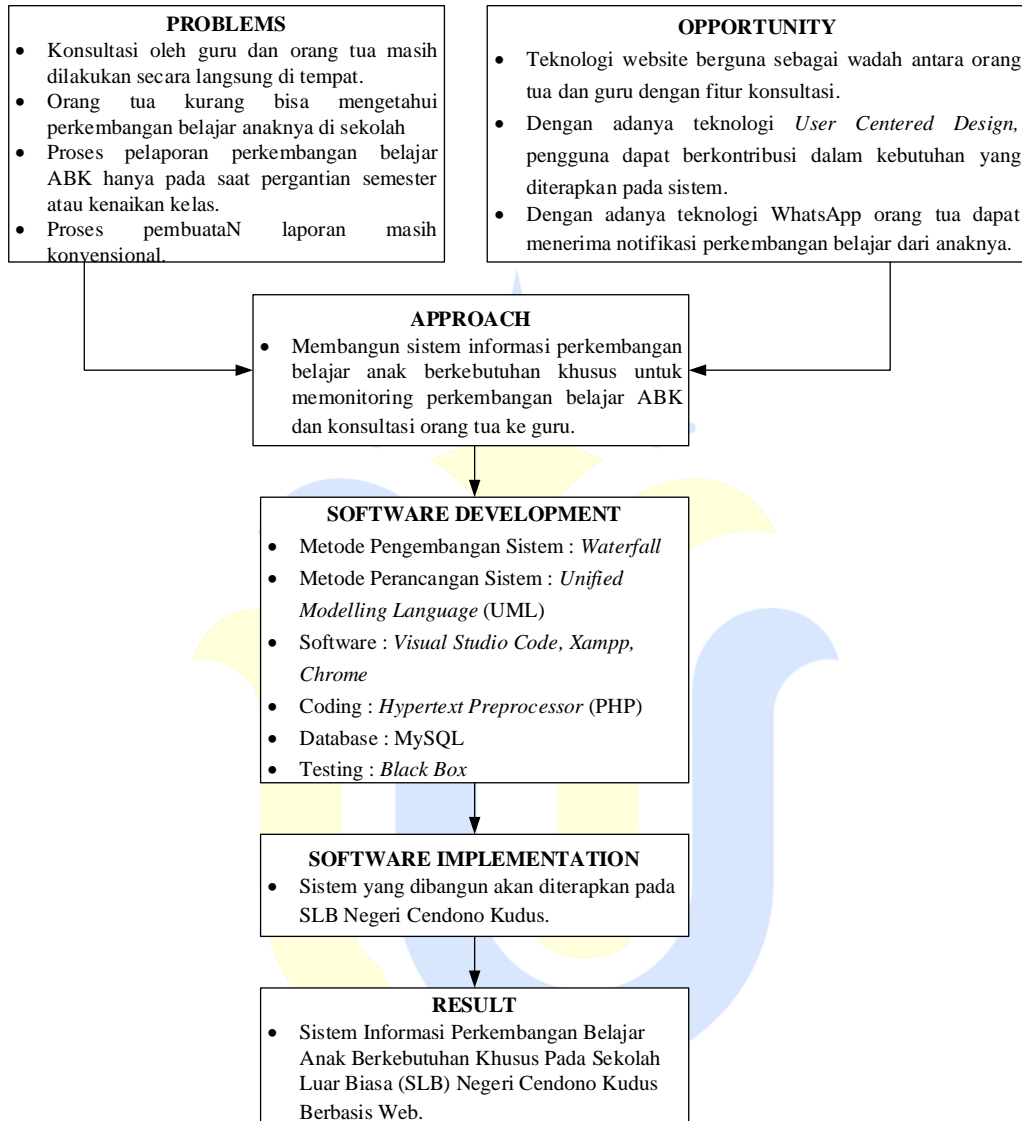 PROBLEMS
• Konsultasi oleh guru dan orang tua masih
dilakukan secara langsung di tempat.
• Orang tua kurang bisa mengetahui
perkembangan belajar anaknya di sekolah
• Proses pelaporan perkembangan belajar
ABK hanya pada saat pergantian semester
atau kenaikan kelas.
• Proses pembuataN laporan masih
konvensional.
OPPORTUNITY
• Teknologi website berguna sebagai wadah antara orang
tua dan guru dengan fitur konsultasi.
• Dengan adanya teknologi User Centered Design,
pengguna dapat berkontribusi dalam kebutuhan yang
diterapkan pada sistem.
• Dengan adanya teknologi WhatsApp orang tua dapat
menerima notifikasi perkembangan belajar dari anaknya.
APPROACH
• Membangun sistem informasi perkembangan
belajar anak berkebutuhan khusus untuk
memonitoring perkembangan belajar ABK
dan konsultasi orang tua ke guru.
SOFTWARE DEVELOPMENT
• Metode Pengembangan Sistem : Waterfall
• Metode Perancangan Sistem : Unified
Modelling Language (UML)
• Software : Visual Studio Code, Xampp,
Chrome
• Coding : Hypertext Preprocessor (PHP)
• Database : MySQL
• Testing : Black Box
SOFTWARE IMPLEMENTATION
• Sistem yang dibangun akan diterapkan pada
SLB Negeri Cendono Kudus.
RESULT
• Sistem Informasi Perkembangan Belajar
Anak Berkebutuhan Khusus Pada Sekolah
Luar Biasa (SLB) Negeri Cendono Kudus
Berbasis Web.